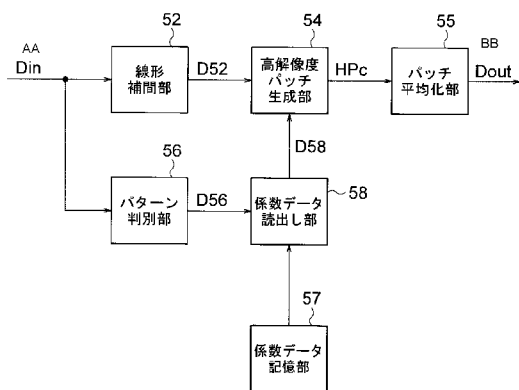 52
54
55
AA
BB
Din
線形
補間部
D52
高解像度
パッチ
生成部
HPc
パッチ
平均化部
Dout
56
D58
パターン
判別部
D56
係数データ
読出し部
58
57
係数データ
記憶部